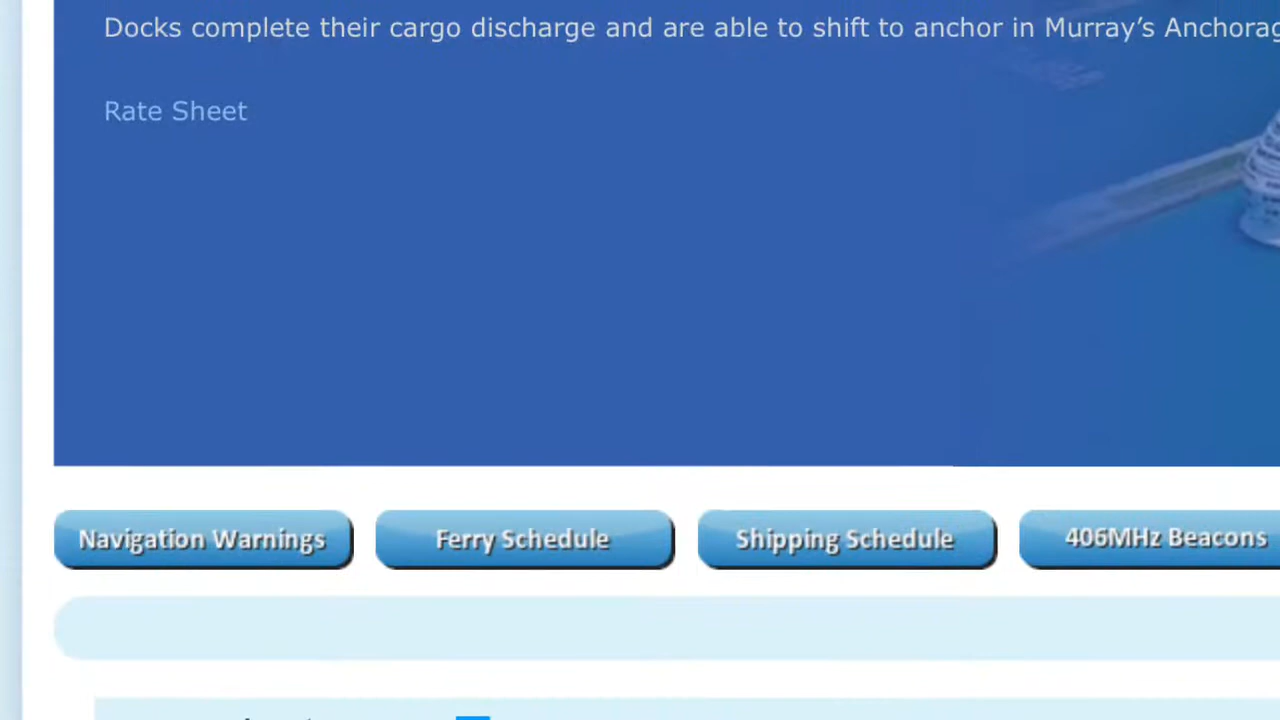 Docks complete their cargo discharge and are able to shift to anchor in Murray’s
Rate Sheet
Navigation Warnings
Ferry Schedule
Shipping Schedule
406MHz Beacons